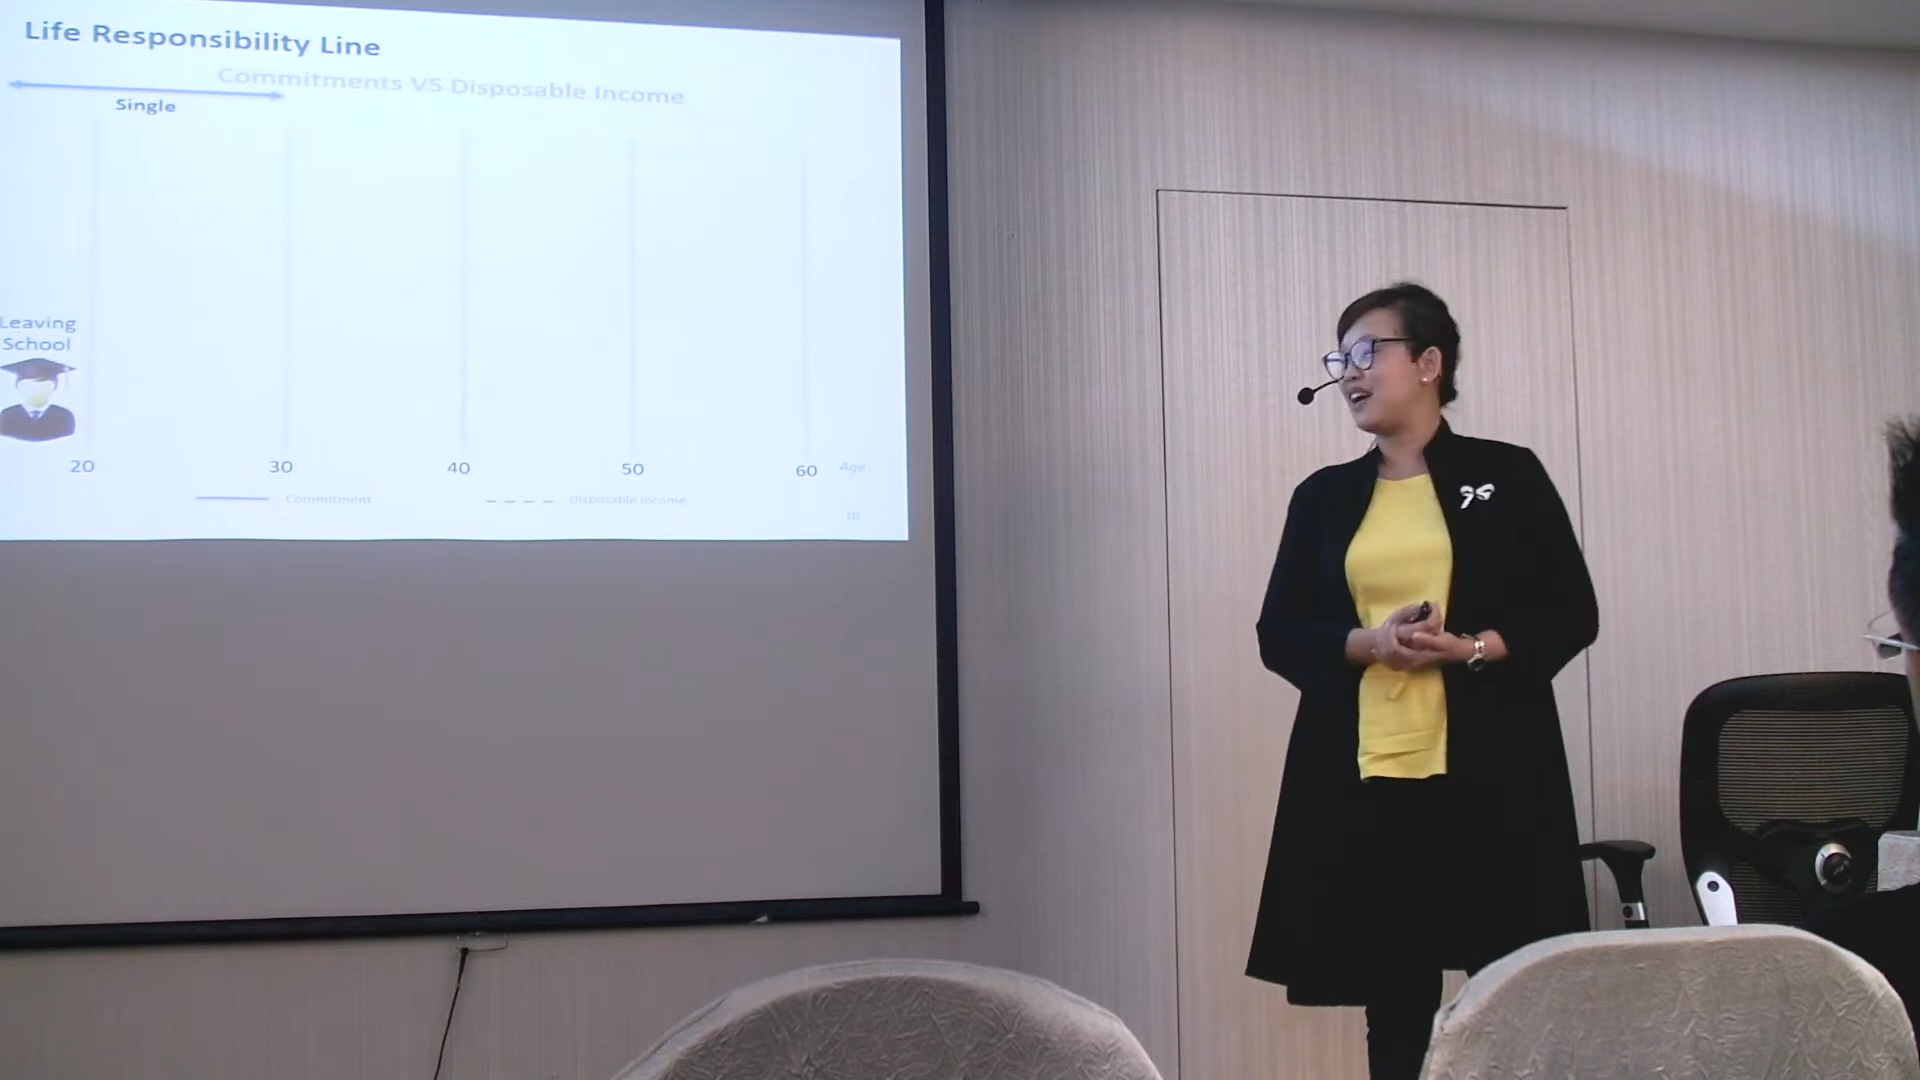 Life Responsibility Line
Commitments VS Disposable Income
Single
Leaving
School
20 30 40 50 60 Age
Commitment Disposable Income
10